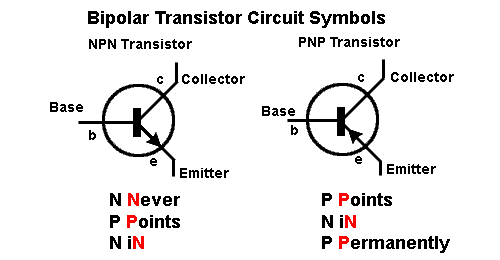 Bipolar Transistor Circuit Symbols
NPN Transistor
c
Collector
Base
b
e
Emitter
N Never
P Points
N iN
PNP Transistor
c
Collector
Base
b
e
Emitter
P Points
N iN
P Permanently